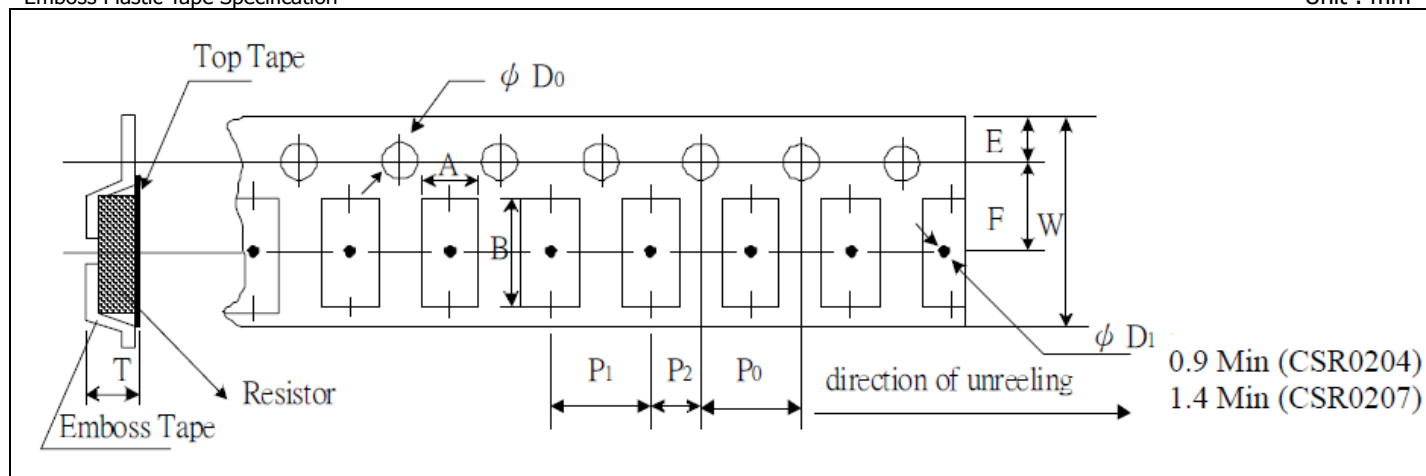 Emboss Plastic Tape Specification
Unit : mm
Top Tape
ϕ D0
A
E
F
W
B
ϕ D1
0.9 Min (CSR0204)
1.4 Min (CSR0207)
T
P1
P2
P0
direction of unreeling
Resistor
Emboss Tape